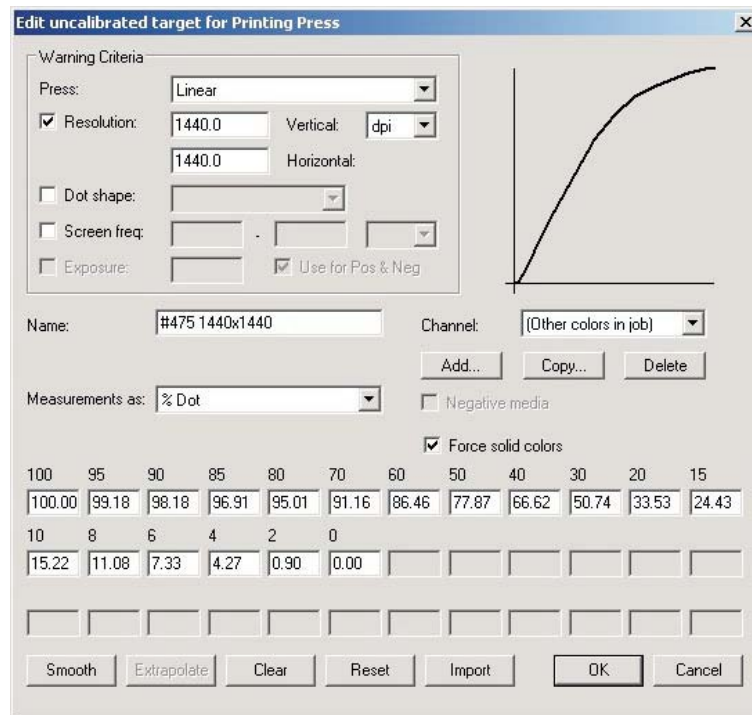 Edit uncalibrated target for Printing Press
Warning Criteria
Press: Linear
Resolution: 1440.0 Vertical: dpi
1440.0 Horizontal:
Dot shape:
Screen freq: -
Exposure: Use for Pos & Neg
Name: #475 1440x1440 Channel: (Other colors in job)
Add... Copy... Delete
Measurements as: % Dot Negative media
Force solid colors
100 95 90 85 80 70 60 50 40 30 20 15
100.00 99.18 98.18 96.91 95.01 91.16 86.46 77.87 66.62 50.74 33.53 24.43
10 8 6 4 2 0
15.22 11.08 7.33 4.27 0.90 0.00
Smooth Extrapolate Clear Reset Import OK Cancel